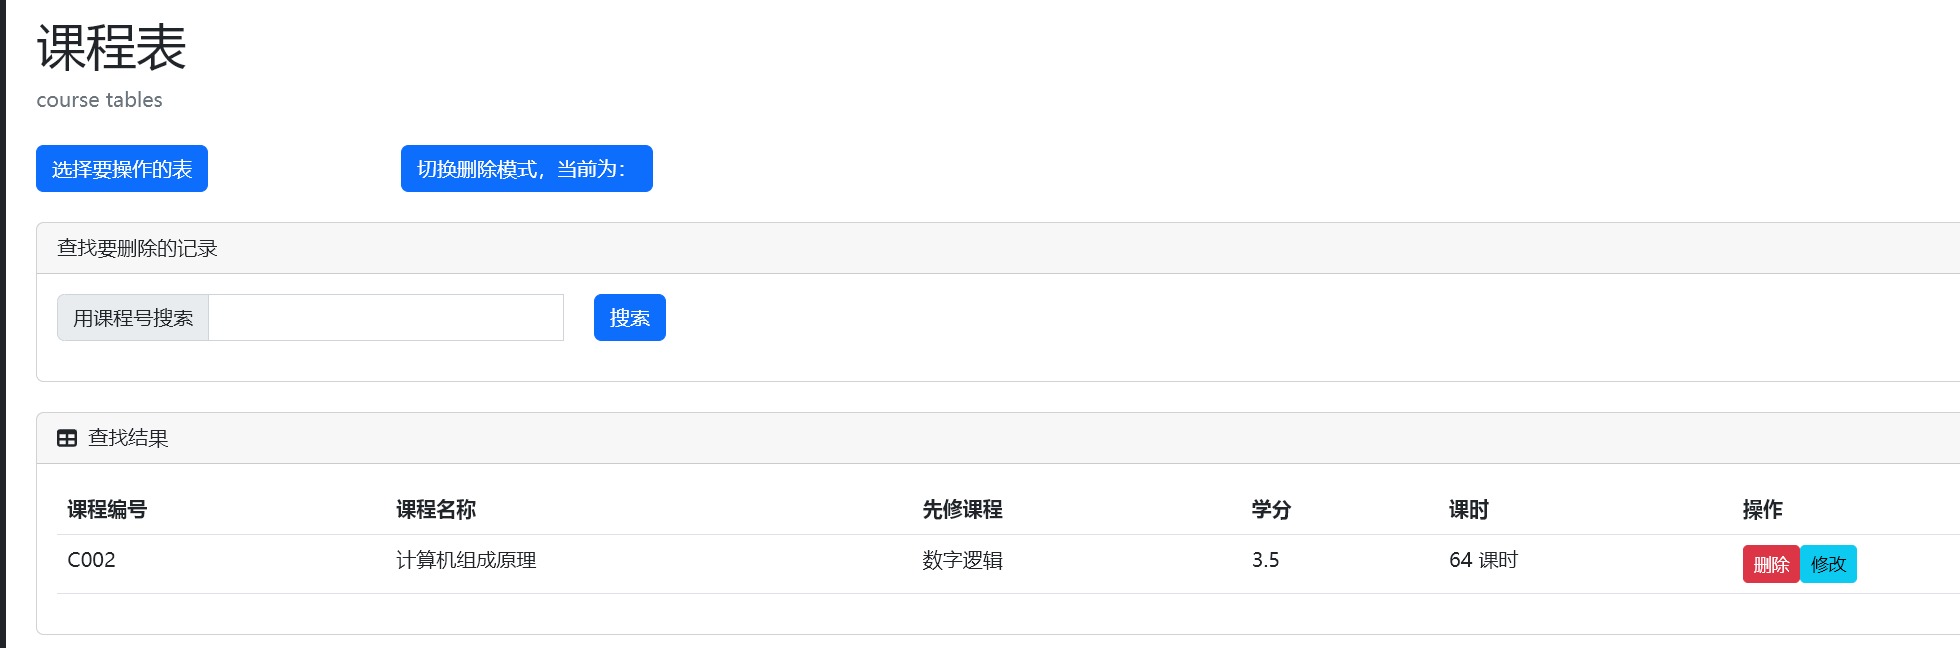 课程表
course tables
选择要操作的表 切换删除模式，当前为：
查找要删除的记录
用课程号搜索 搜索
查找结果
课程编号 课程名称 先修课程 学分 课时 操作
C002 计算机组成原理 数字逻辑 3.5 64 课时 删除 修改